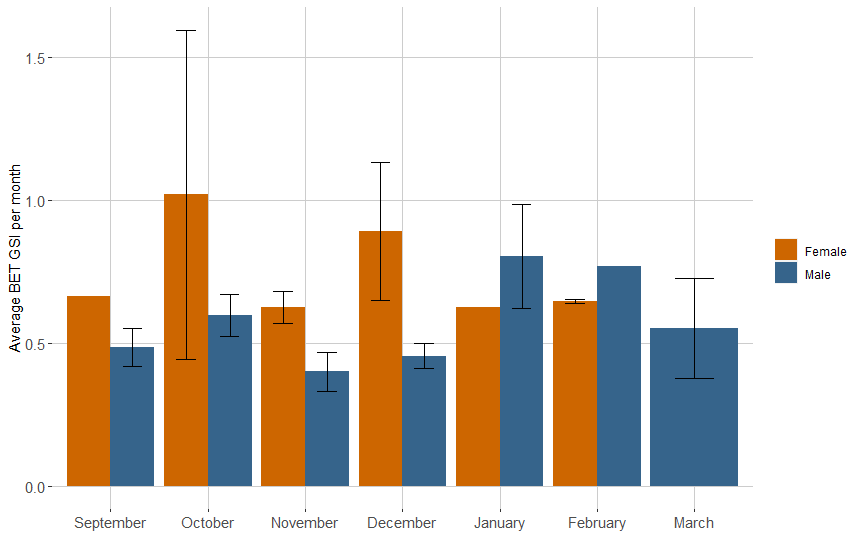 Average BET GSI per month
1.5
1.0
0.5
0.0
September October November December January February March
Female
Male